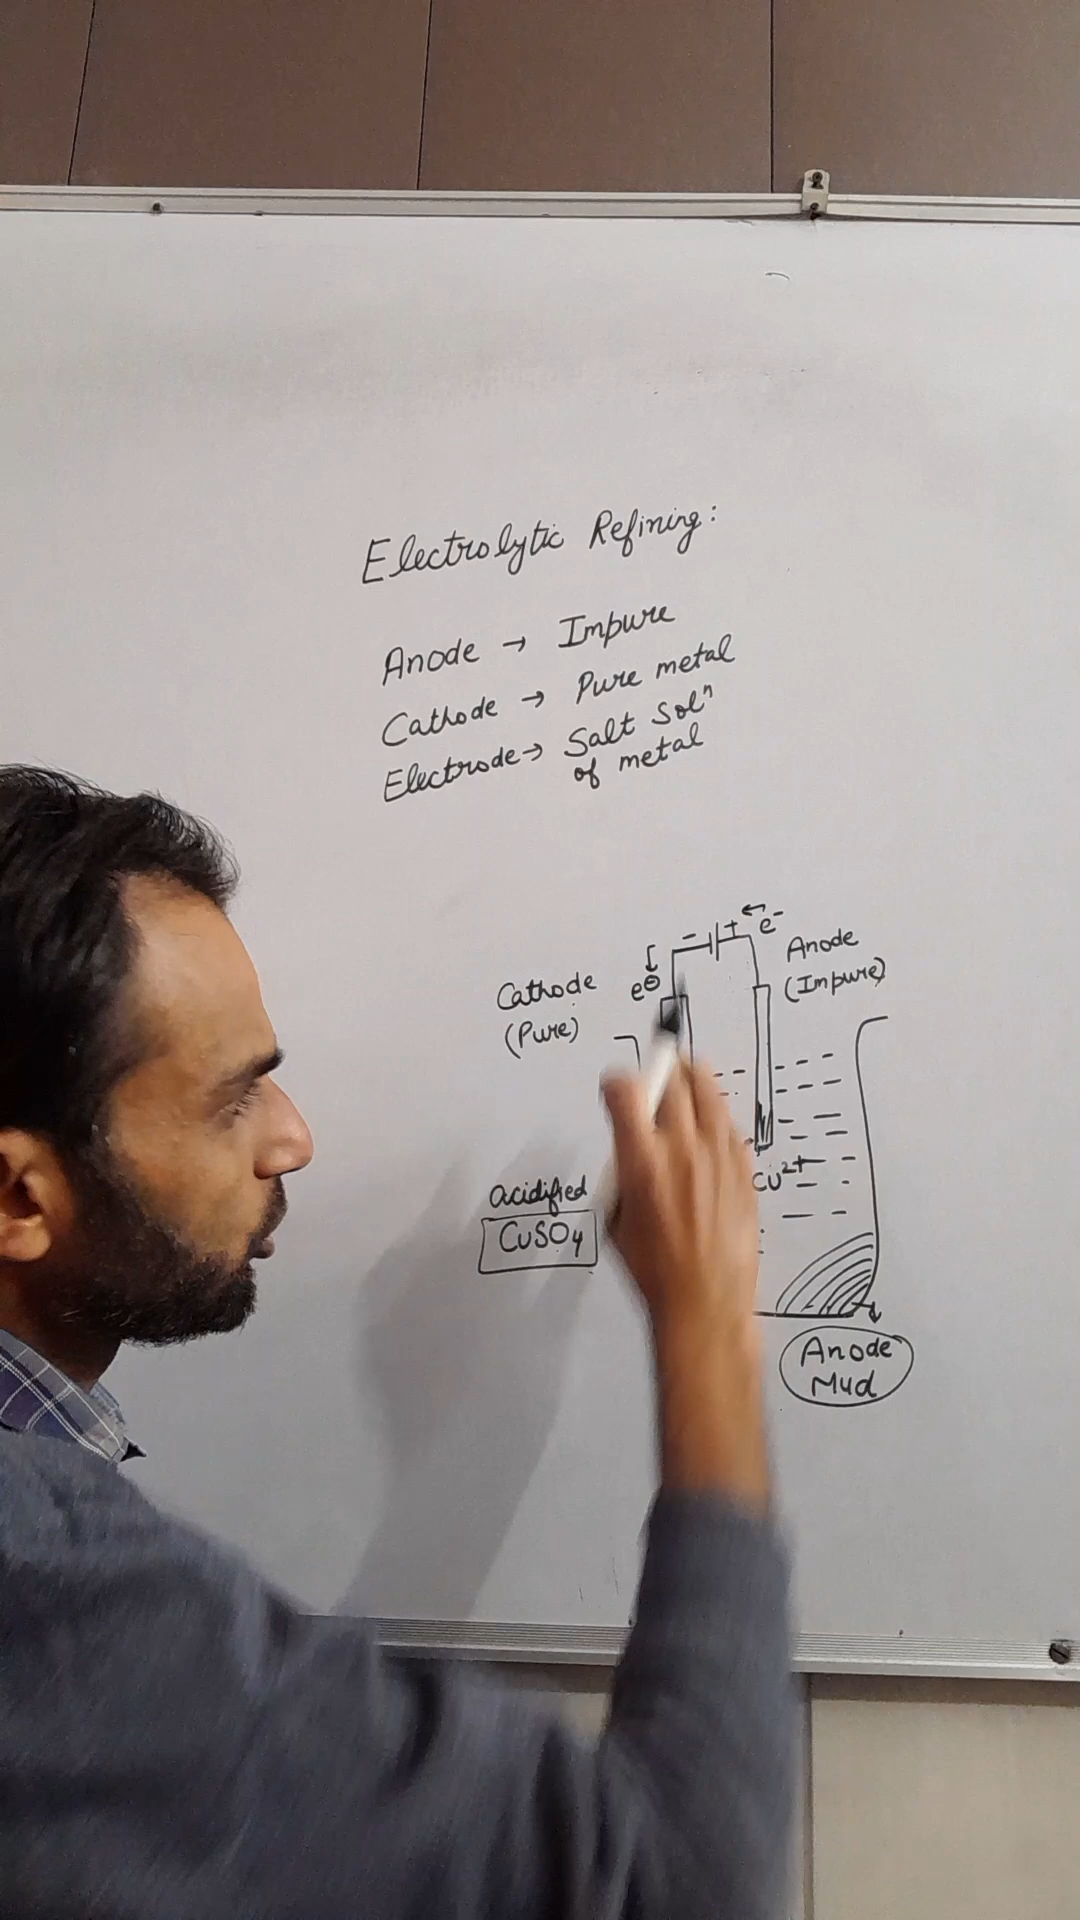 Electrolytic Refining:
Anode → Impure
Cathode → Pure metal
Electrode → Salt Solⁿ
of metal
- + e⁻
Anode
(Impure)
Cathode
(Pure)
e⊖
Cu²⁺
acidified
CuSO₄
Anode
Mud